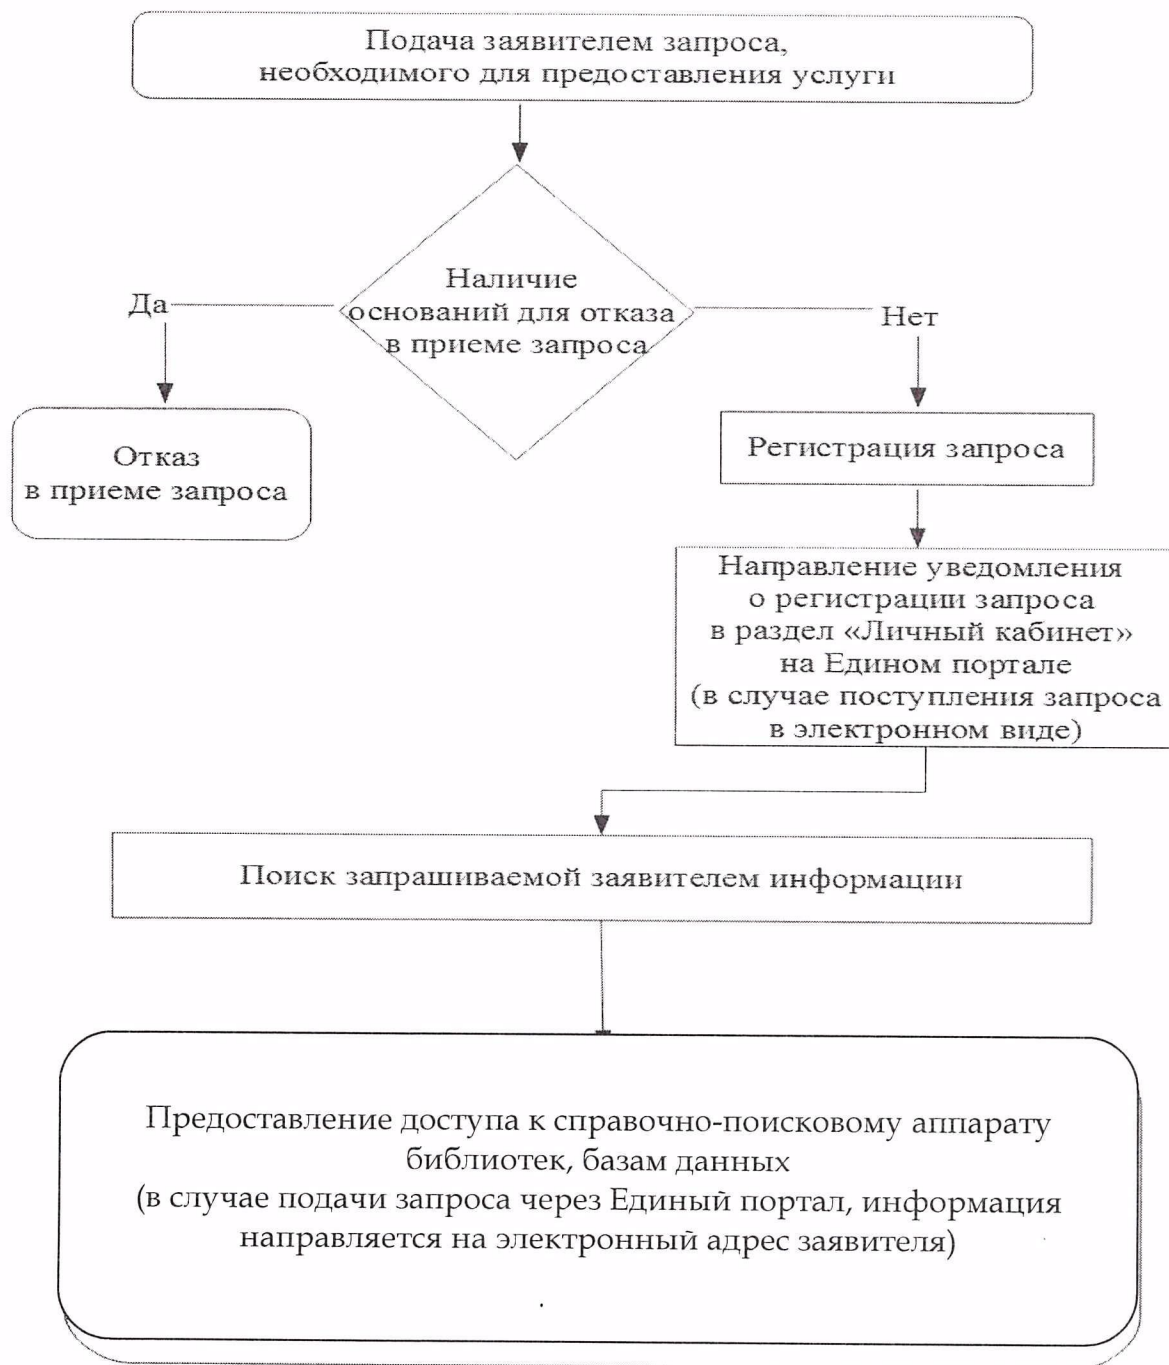 Подача заявителем запроса,
необходимого для предоставления услуги
Наличие
оснований для отказа
в приеме запроса
Да
Нет
Отказ
в приеме запроса
Регистрация запроса
Направление уведомления
о регистрации запроса
в раздел «Личный кабинет»
на Едином портале
(в случае поступления запроса
в электронном виде)
Поиск запрашиваемой заявителем информации
Предоставление доступа к справочно-поисковому аппарату
библиотек, базам данных
(в случае подачи запроса через Единый портал, информация
направляется на электронный адрес заявителя)